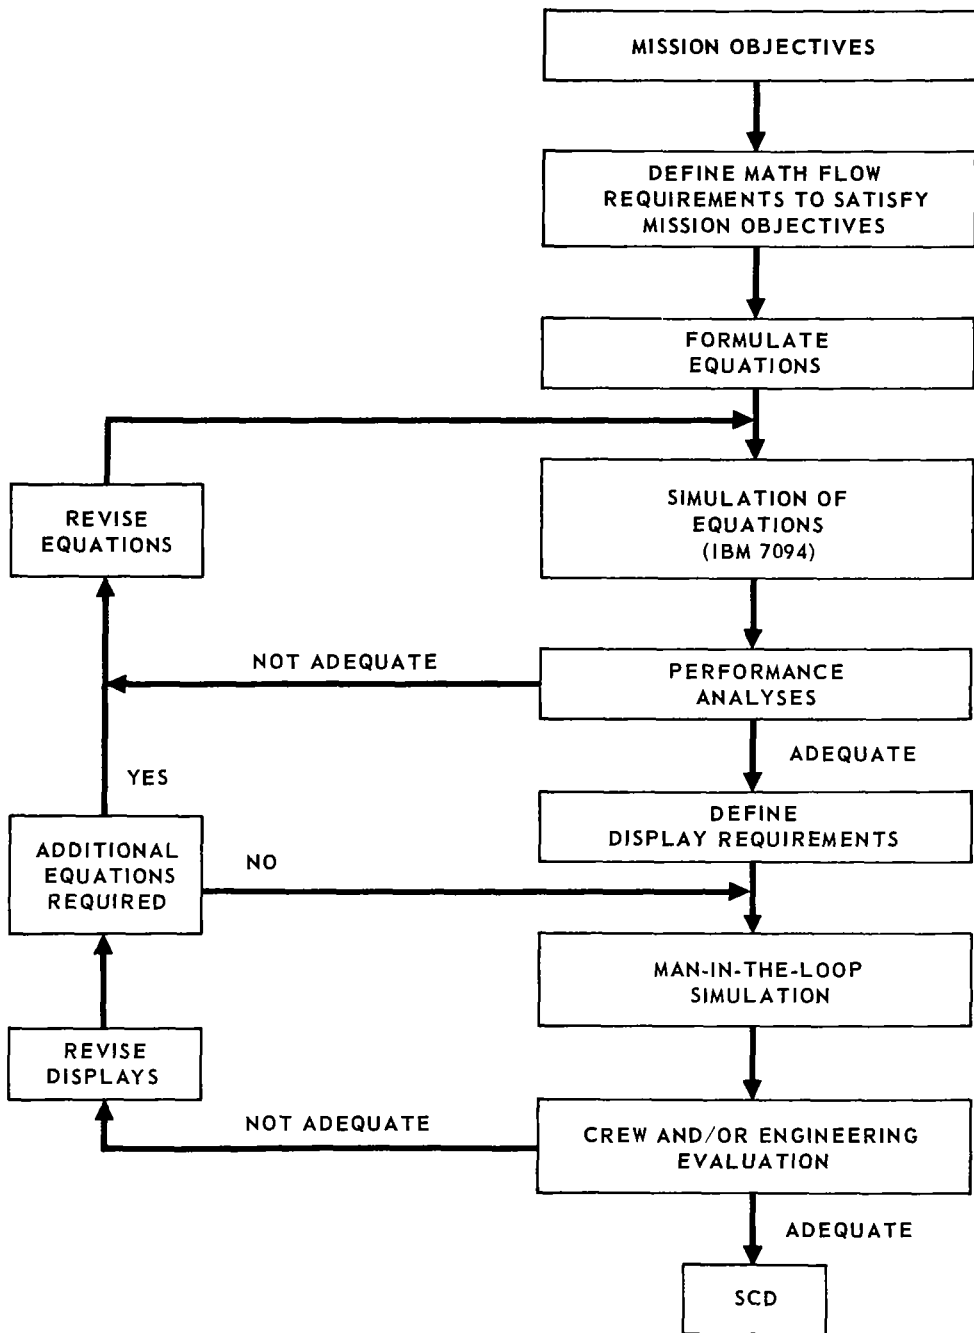 MISSION OBJECTIVES
DEFINE MATH FLOW
REQUIREMENTS TO SATISFY
MISSION OBJECTIVES
FORMULATE
EQUATIONS
REVISE
EQUATIONS
SIMULATION OF
EQUATIONS
(IBM 7094)
NOT ADEQUATE
PERFORMANCE
ANALYSES
ADEQUATE
YES
DEFINE
DISPLAY REQUIREMENTS
ADDITIONAL
EQUATIONS
REQUIRED
NO
MAN-IN-THE-LOOP
SIMULATION
REVISE
DISPLAYS
NOT ADEQUATE
CREW AND/OR ENGINEERING
EVALUATION
ADEQUATE
SCD